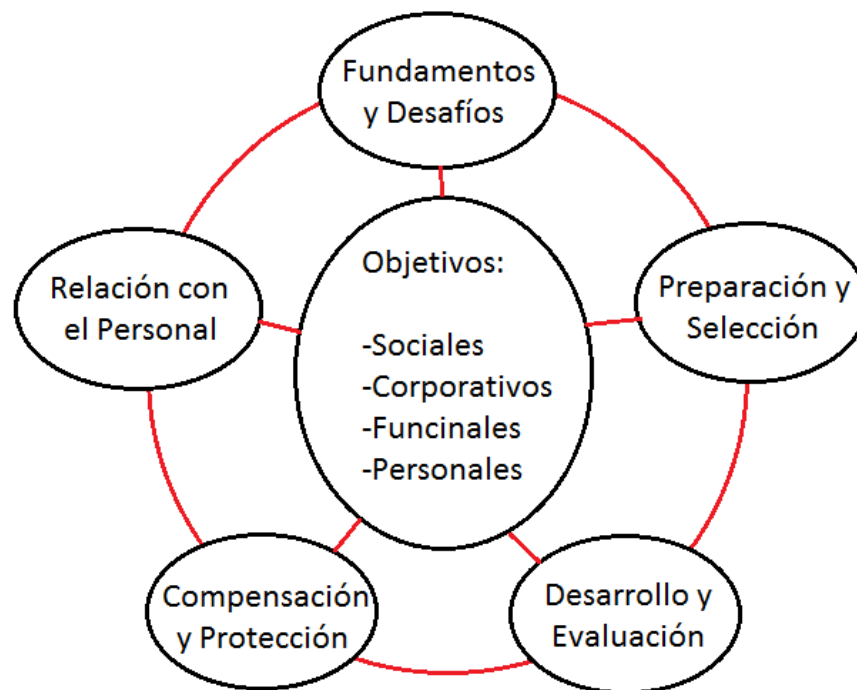 Fundamentos
y Desafíos
Preparación y
Selección
Desarrollo y
Evaluación
Compensación
y Protección
Relación con
el Personal
Objetivos:
-Sociales
-Corporativos
-Funcinales
-Personales